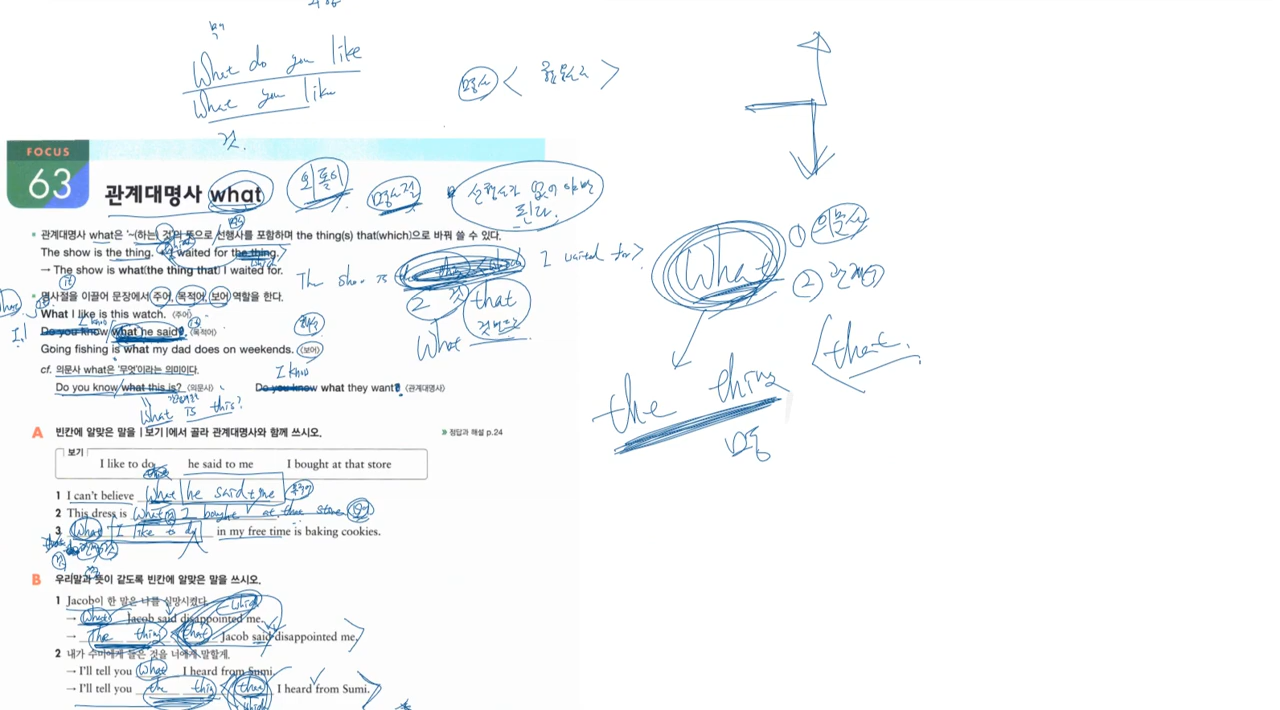 What do you like
What you like
것.
FOCUS
63
관계대명사 what
외톨이
명사절
선행사가 없이 아 된다.
관계대명사 what은 '~(하는) 것'의 뜻으로 선행사를 포함하며 the thing(s) that(which)으로 바꿔 쓸 수 있다.
The show is the thing. I waited for the thing.
→ The show is what(the thing that) I waited for.
The show is I waited for
명사절을 이끌어 문장에서 주어, 목적어, 보어 역할을 한다.
What I like is this watch. (주어)
Do you know what he said? (목적어)
Going fishing is what my dad does on weekends. (보어)
cf. 의문사 what은 '무엇'이라는 의미이다.
I know
Do you know what this is? (의문사)
Do you know what they want? (관계대명사)
What is this?
that
What
What
① 의문사
② 관계대
the thing
that.
A 빈칸에 알맞은 말을 |보기|에서 골라 관계대명사와 함께 쓰시오.
» 정답과 해설 p.24
보기
I like to do he said to me I bought at that store
1 I can't believe What he said to me
2 This dress is What I bought at that store
3 What I like to do in my free time is baking cookies.
B 우리말과 뜻이 같도록 빈칸에 알맞은 말을 쓰시오.
1 Jacob이 한 말은 나를 실망시켰다.
→ What Jacob said disappointed me.
→ The thing that Jacob said disappointed me.
2 내가 수미에게 들은 것을 너에게 말할게.
→ I'll tell you what I heard from Sumi.
→ I'll tell you the thing that I heard from Sumi.